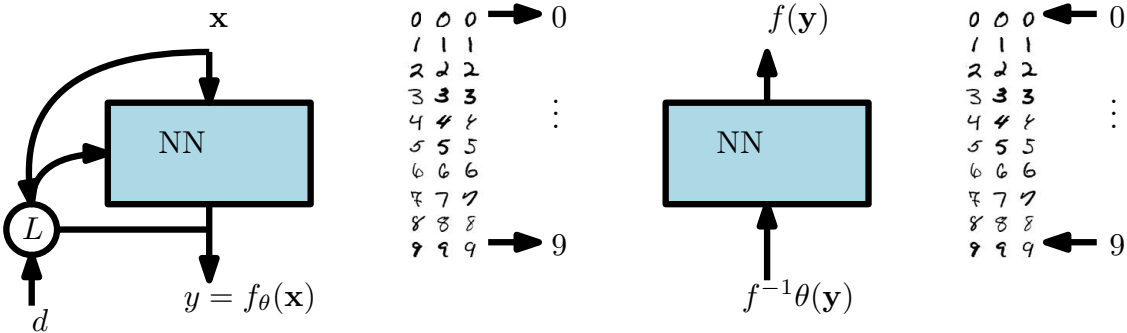 x
NN
L
y = f_θ(x)
d
0 0 0 → 0
1 1 1
2 2 2
3 3 3 ⋮
4 4 4
5 5 5
6 6 6
7 7 7
8 8 8
9 9 9 → 9
f(y)
NN
f⁻¹θ(y)
0 0 0 ← 0
1 1 1
2 2 2
3 3 3 ⋮
4 4 4
5 5 5
6 6 6
7 7 7
8 8 8
9 9 9 ← 9